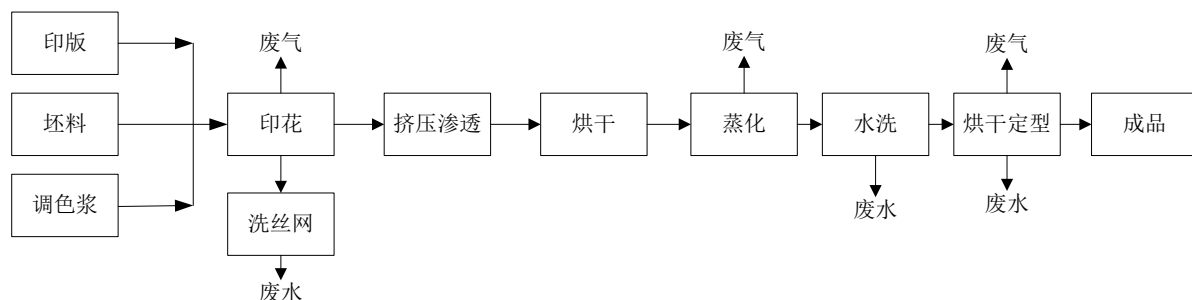 印版
坯料
调色浆
废气
印花
洗丝网
废水
挤压渗透
烘干
废气
蒸化
水洗
废水
废气
烘干定型
废水
成品